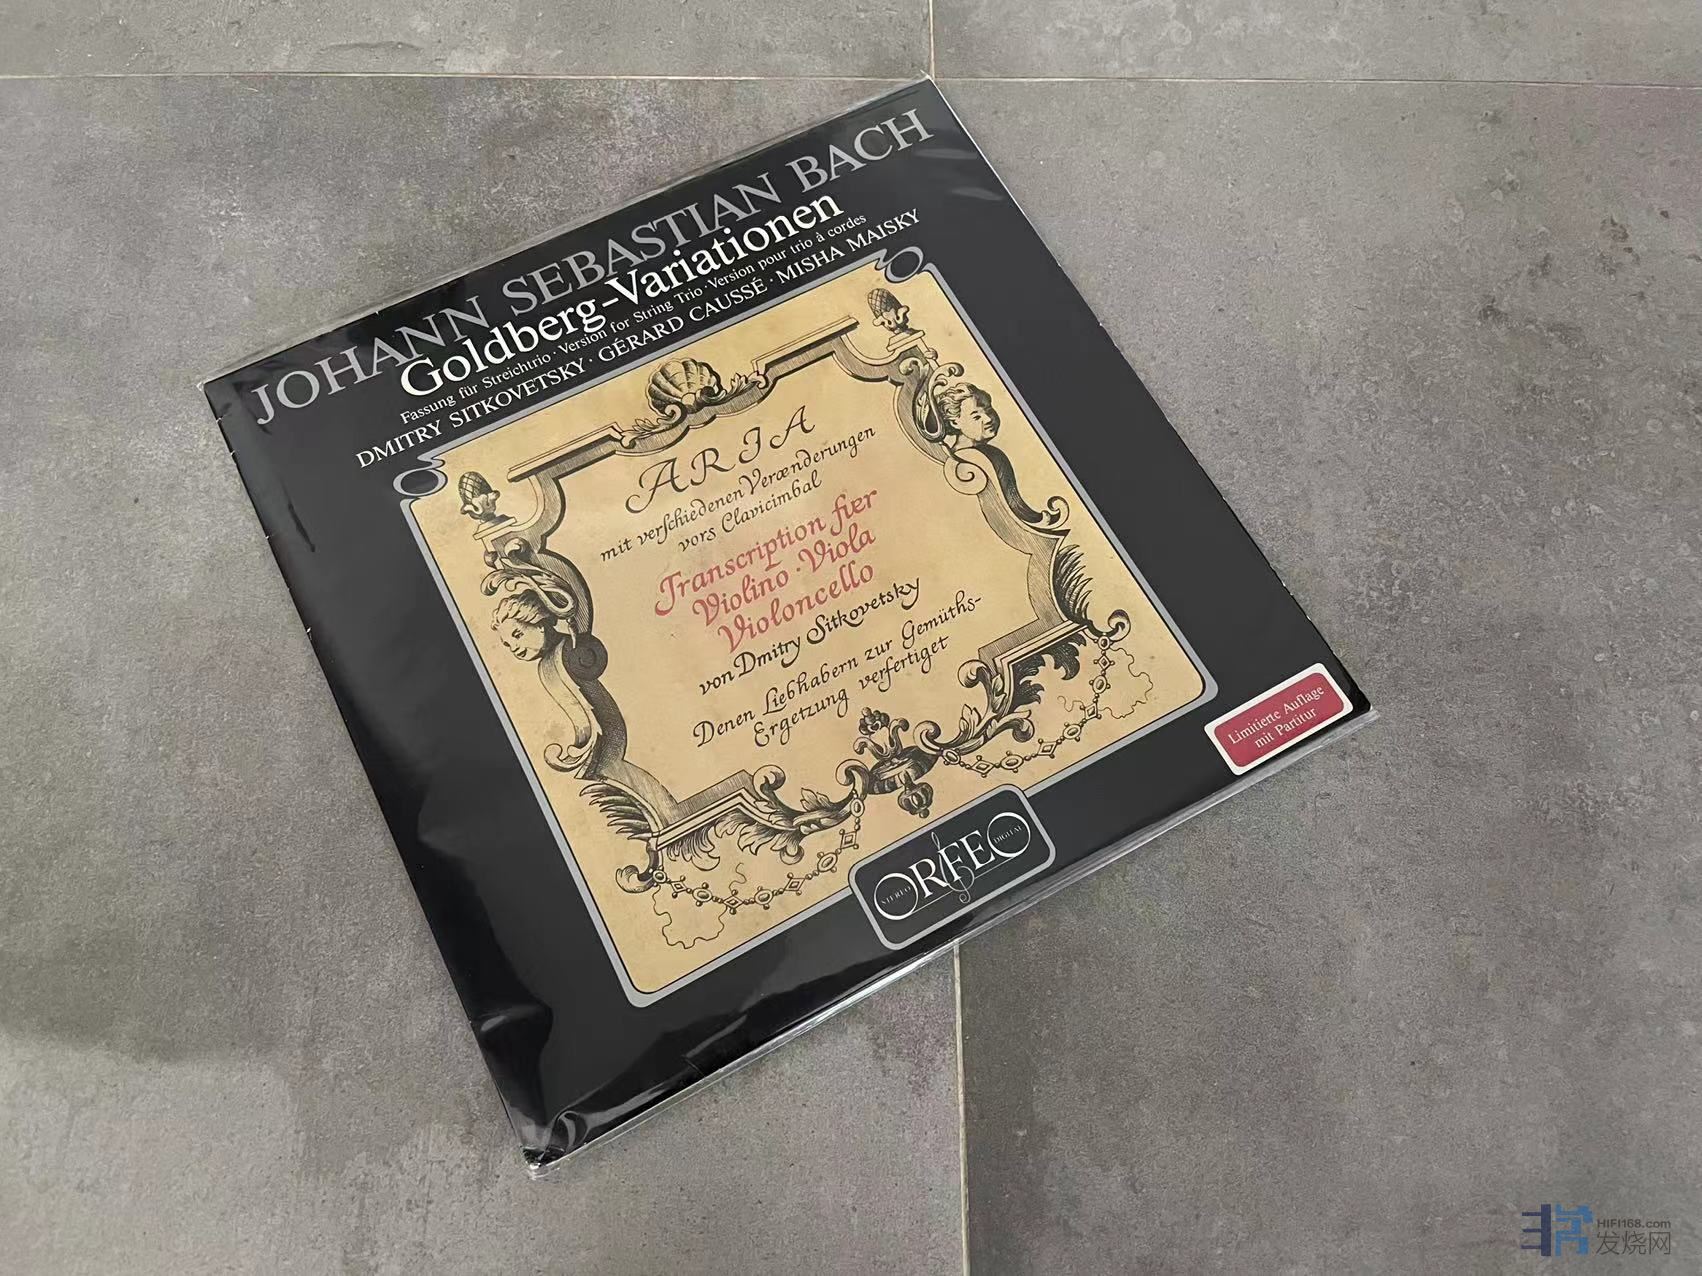 JOHANN SEBASTIAN BACH
Goldberg-Variationen
Fassung für Streichtrio · Version for String Trio · Version pour trio à cordes
DMITRY SITKOVETSKY · GÉRARD CAUSSÉ · MISHA MAISKY
ARIA
mit verschiedenen Verænderungen
vors Clavicimbal
Transcription fier
Violino · Viola
Violoncello
von Dmitry Sitkovetsky
Denen Liebhabern zur Gemüths-
Ergetzung verfertiget
Limitierte Auflage
mit Partitur
STEREO ORFEO DIGITAL
HIFI168.com
发烧网